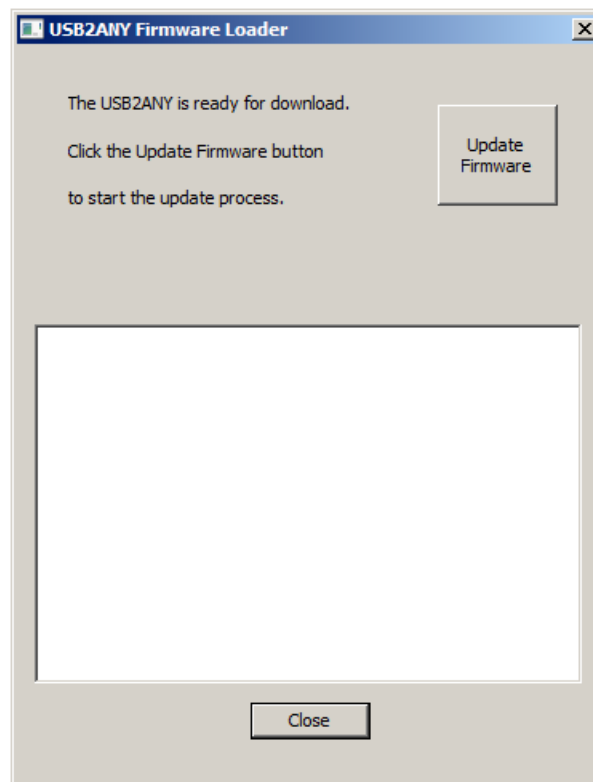 USB2ANY Firmware Loader
The USB2ANY is ready for download.
Click the Update Firmware button
to start the update process.
Update
Firmware
Close